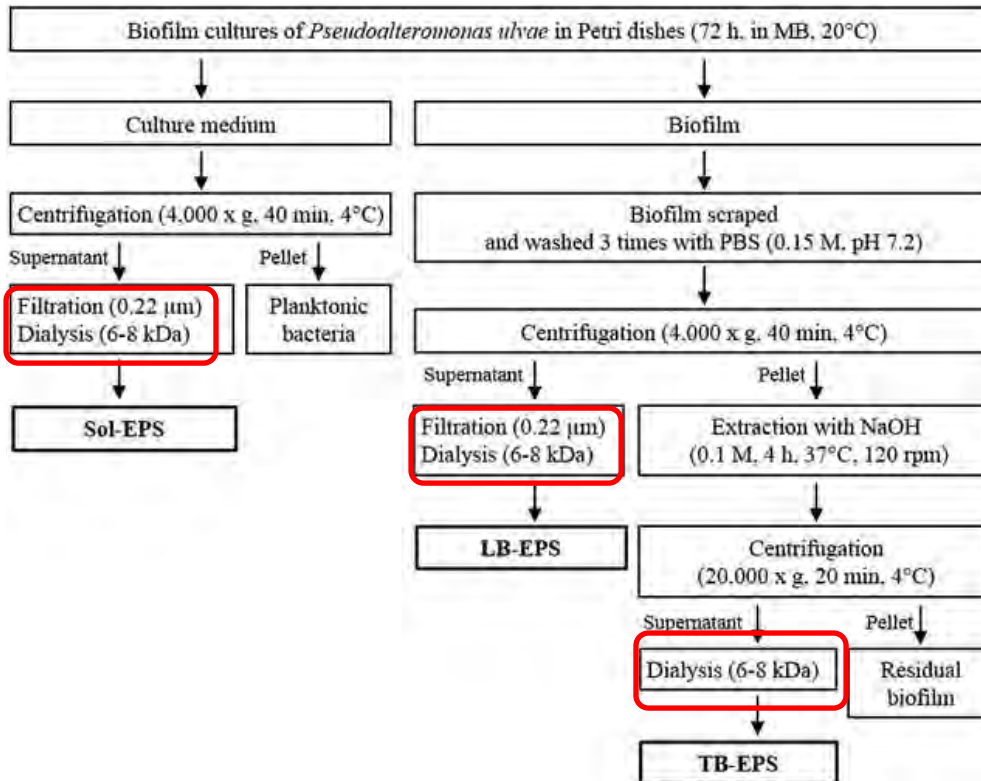 Biofilm cultures of Pseudoalteromonas ulvae in Petri dishes (72 h, in MB, 20°C)
Culture medium
Biofilm
Centrifugation (4,000 x g, 40 min, 4°C)
Biofilm scraped
and washed 3 times with PBS (0.15 M, pH 7.2)
Supernatant
Pellet
Filtration (0.22 µm)
Dialysis (6-8 kDa)
Planktonic
bacteria
Centrifugation (4,000 x g, 40 min, 4°C)
Sol-EPS
Supernatant
Pellet
Filtration (0.22 µm)
Dialysis (6-8 kDa)
Extraction with NaOH
(0.1 M, 4 h, 37°C, 120 rpm)
LB-EPS
Centrifugation
(20,000 x g, 20 min, 4°C)
Supernatant
Pellet
Dialysis (6-8 kDa)
Residual
biofilm
TB-EPS